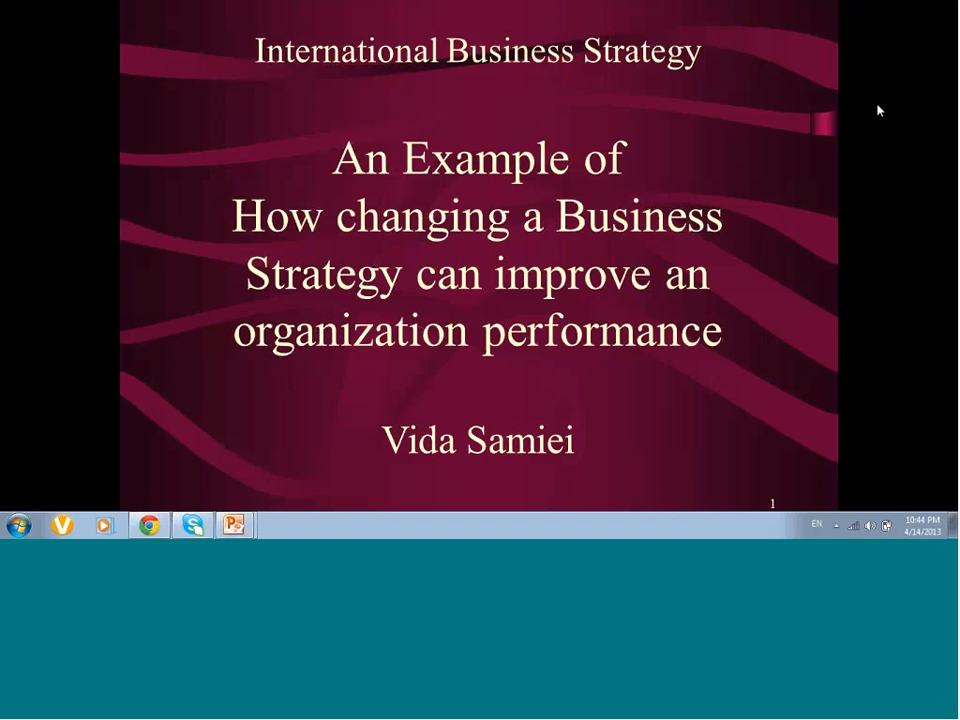 International Business Strategy
An Example of
How changing a Business
Strategy can improve an
organization performance
Vida Samiei
1
EN
10:44 PM
4/14/2013